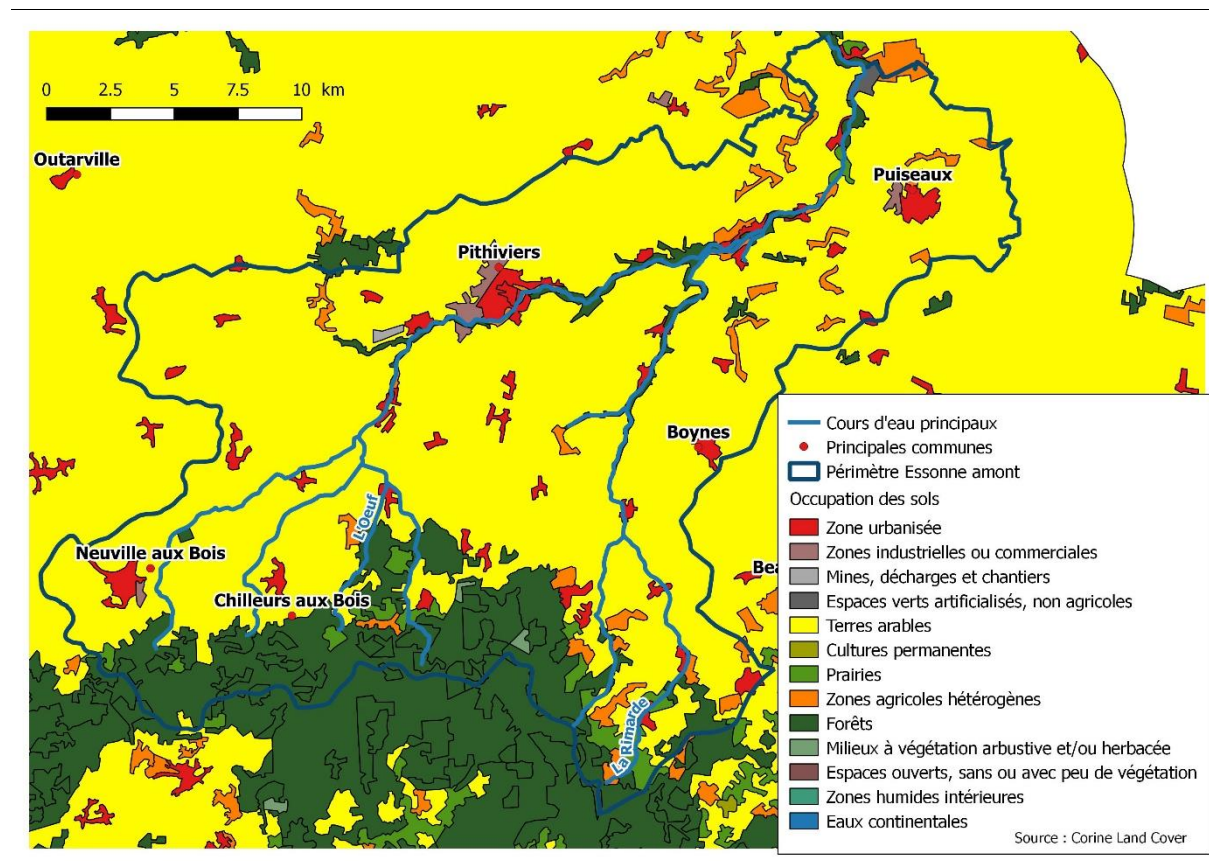 0 2.5 5 7.5 10 km
Outarville
Puiseaux
Pithiviers
Boynes
L'Oeuf
Neuville aux Bois
Chilleurs aux Bois
Bea
La Rimarde
Cours d'eau principaux
Principales communes
Périmètre Essonne amont
Occupation des sols
Zone urbanisée
Zones industrielles ou commerciales
Mines, décharges et chantiers
Espaces verts artificialisés, non agricoles
Terres arables
Cultures permanentes
Prairies
Zones agricoles hétérogènes
Forêts
Milieux à végétation arbustive et/ou herbacée
Espaces ouverts, sans ou avec peu de végétation
Zones humides intérieures
Eaux continentales
Source : Corine Land Cover